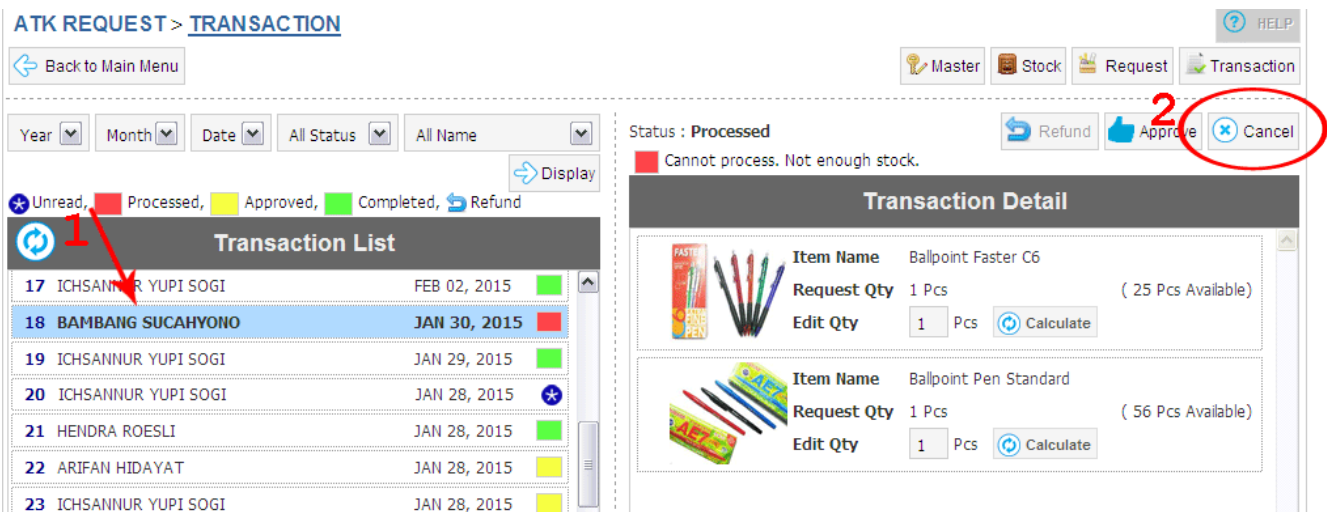 ATK REQUEST > TRANSACTION
HELP
Back to Main Menu
Master
Stock
Request
Transaction
2
Year
Month
Date
All Status
All Name
Display
Unread, Processed, Approved, Completed, Refund
1
Transaction List
17 ICHSANNUR YUPI SOGI FEB 02, 2015
18 BAMBANG SUCAHYONO JAN 30, 2015
19 ICHSANNUR YUPI SOGI JAN 29, 2015
20 ICHSANNUR YUPI SOGI JAN 28, 2015
21 HENDRA ROESLI JAN 28, 2015
22 ARIFAN HIDAYAT JAN 28, 2015
23 ICHSANNUR YUPI SOGI JAN 28, 2015
Status : Processed
Refund
Approve
Cancel
Cannot process. Not enough stock.
Transaction Detail
FASTER
FINE
PEN
Item Name Ballpoint Faster C6
Request Qty 1 Pcs ( 25 Pcs Available)
Edit Qty 1 Pcs Calculate
AE7
AE7
Item Name Ballpoint Pen Standard
Request Qty 1 Pcs ( 56 Pcs Available)
Edit Qty 1 Pcs Calculate